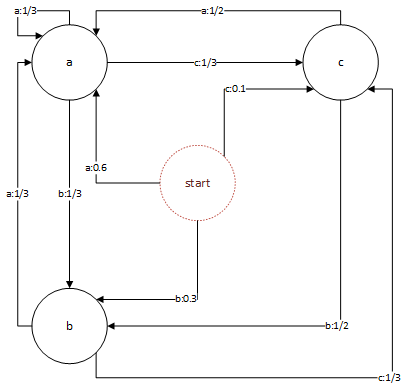 a:1/3
a:1/2
a
c:1/3
c
c:0.1
a:0.6
start
a:1/3
b:1/3
b:0.3
b
b:1/2
c:1/3